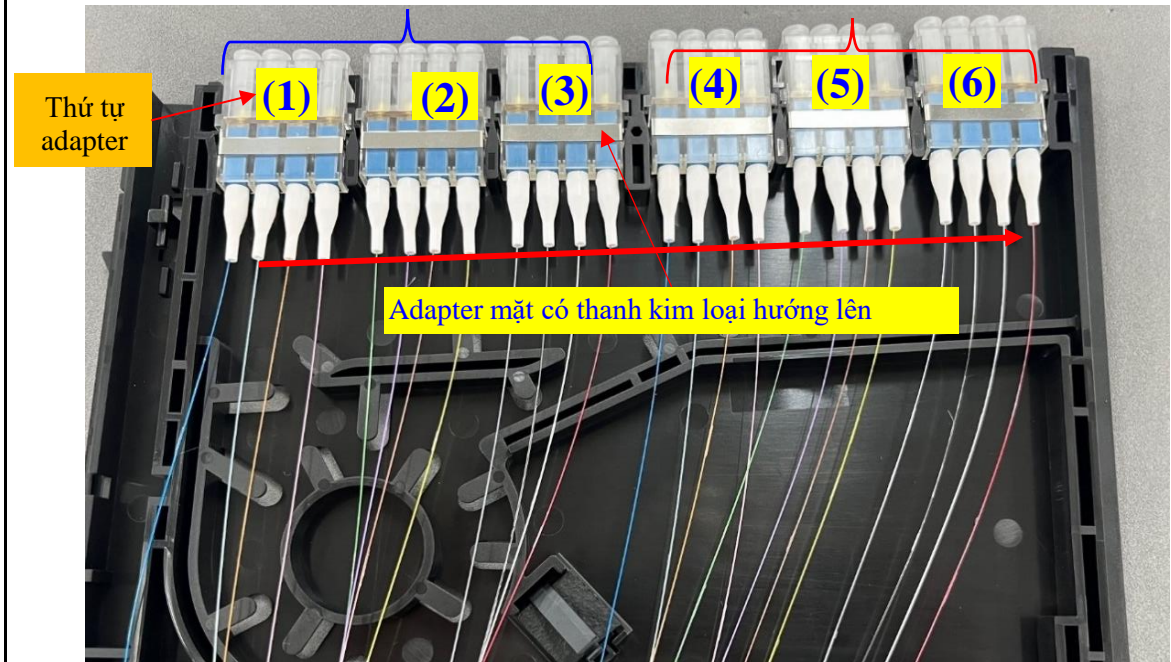 (1)
(2)
(3)
(4)
(5)
(6)
Thứ tự
adapter
Adapter mặt có thanh kim loại hướng lên